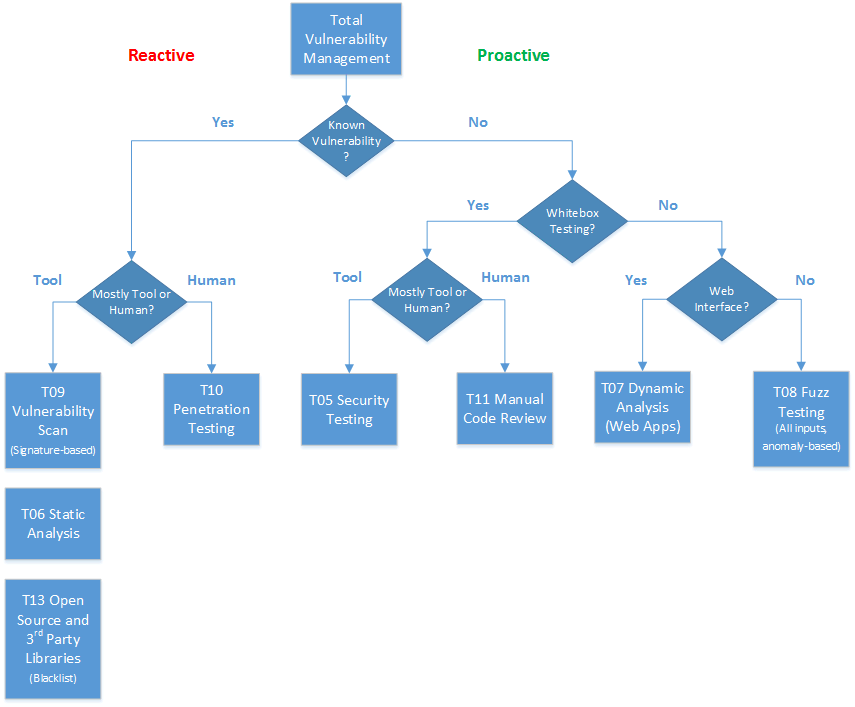 Total
Vulnerability
Management
Reactive
Proactive
Yes
Known
Vulnerability
?
No
Yes
Whitebox
Testing?
No
Tool
Mostly Tool or
Human?
Human
Tool
Mostly Tool or
Human?
Human
Yes
Web
Interface?
No
T09
Vulnerability
Scan
(Signature-based)
T10
Penetration
Testing
T05 Security
Testing
T11 Manual
Code Review
T07 Dynamic
Analysis
(Web Apps)
T08 Fuzz
Testing
(All inputs,
anomaly-based)
T06 Static
Analysis
T13 Open
Source and
3rd Party
Libraries
(Blacklist)